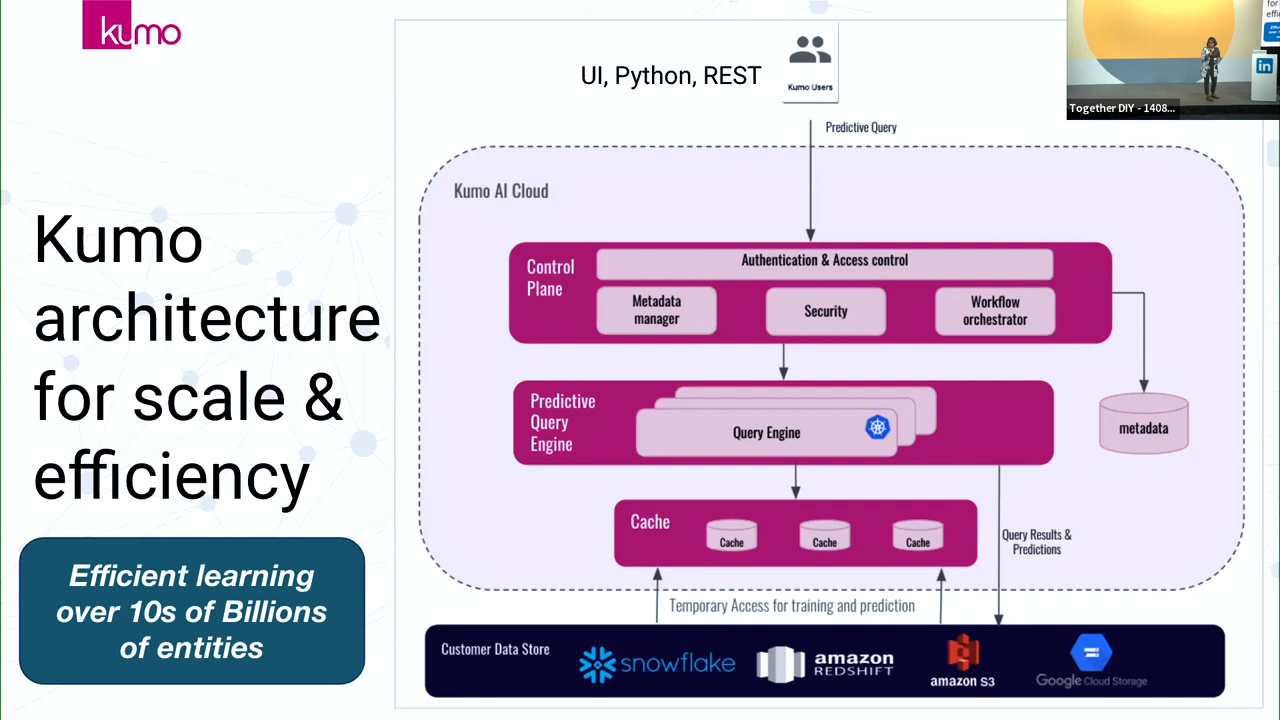 kumo
Kumo
architecture
for scale &
efficiency
Efficient learning
over 10s of Billions
of entities
UI, Python, REST
Kumo Users
Predictive Query
Kumo AI Cloud
Control
Plane
Authentication & Access control
Metadata
manager
Security
Workflow
orchestrator
metadata
Predictive
Query
Engine
Query Engine
Cache
Cache
Cache
Cache
Query Results &
Predictions
Temporary Access for training and prediction
Customer Data Store
snowflake
amazon
REDSHIFT
amazon S3
Google Cloud Storage
for
effic
in
Together DIY - 1408...